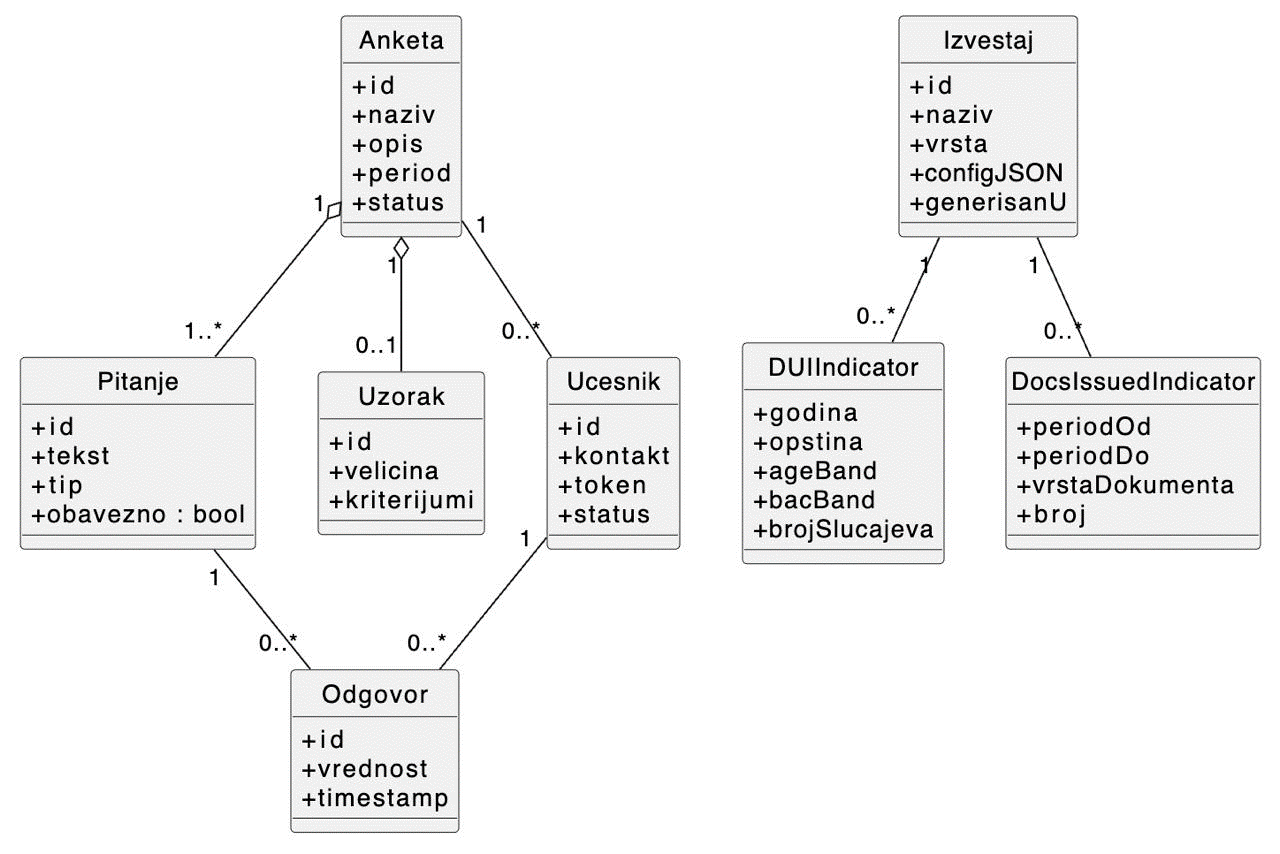 Anketa
+id
+naziv
+opis
+period
+status
Izvestaj
+id
+naziv
+vrsta
+configJSON
+generisanU
1
1
1
1
1
1..*
0..1
0..*
0..*
0..*
Pitanje
+id
+tekst
+tip
+obavezno : bool
Uzorak
+id
+velicina
+kriterijumi
Ucesnik
+id
+kontakt
+token
+status
DUIIndicator
+godina
+opstina
+ageBand
+bacBand
+brojSlucajeva
DocsIssuedIndicator
+periodOd
+periodDo
+vrstaDokumenta
+broj
1
1
0..*
0..*
Odgovor
+id
+vrednost
+timestamp